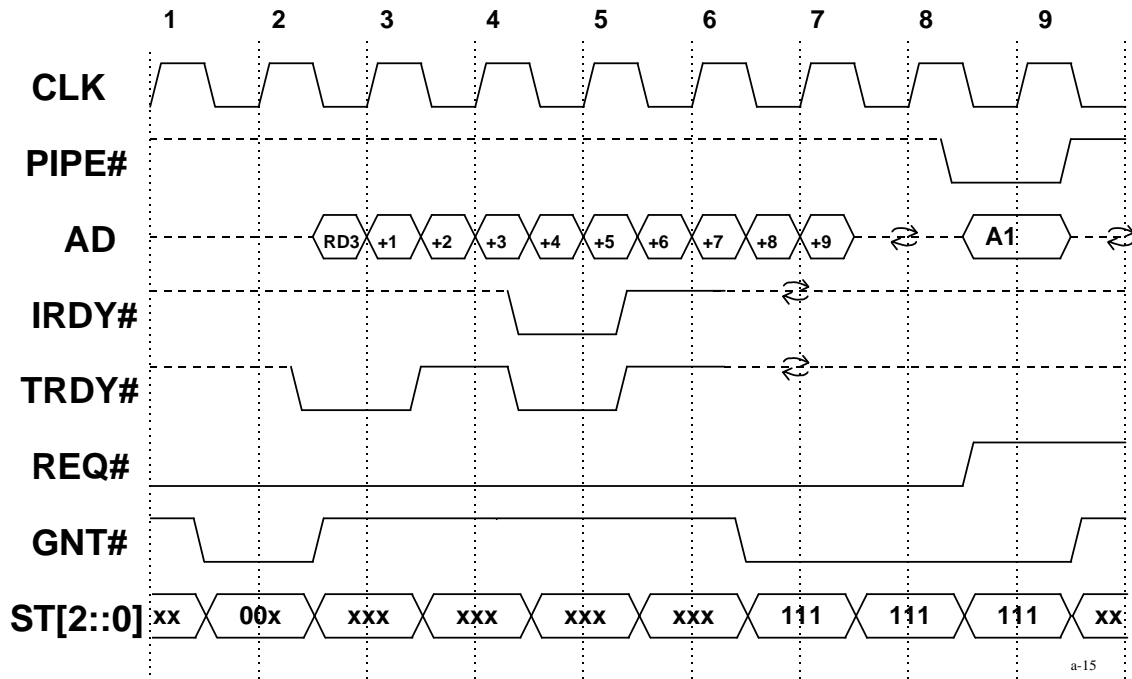 1 2 3 4 5 6 7 8 9
CLK
PIPE#
AD RD3 +1 +2 +3 +4 +5 +6 +7 +8 +9 A1
IRDY#
TRDY#
REQ#
GNT#
ST[2::0] xx 00x xxx xxx xxx xxx 111 111 111 xx
a-15